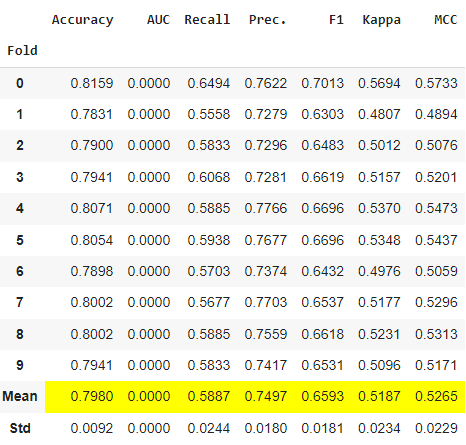 Accuracy AUC Recall Prec. F1 Kappa MCC
Fold
0 0.8159 0.0000 0.6494 0.7622 0.7013 0.5694 0.5733
1 0.7831 0.0000 0.5558 0.7279 0.6303 0.4807 0.4894
2 0.7900 0.0000 0.5833 0.7296 0.6483 0.5012 0.5076
3 0.7941 0.0000 0.6068 0.7281 0.6619 0.5157 0.5201
4 0.8071 0.0000 0.5885 0.7766 0.6696 0.5370 0.5473
5 0.8054 0.0000 0.5938 0.7677 0.6696 0.5348 0.5437
6 0.7898 0.0000 0.5703 0.7374 0.6432 0.4976 0.5059
7 0.8002 0.0000 0.5677 0.7703 0.6537 0.5177 0.5296
8 0.8002 0.0000 0.5885 0.7559 0.6618 0.5231 0.5313
9 0.7941 0.0000 0.5833 0.7417 0.6531 0.5096 0.5171
Mean 0.7980 0.0000 0.5887 0.7497 0.6593 0.5187 0.5265
Std 0.0092 0.0000 0.0244 0.0180 0.0181 0.0234 0.0229